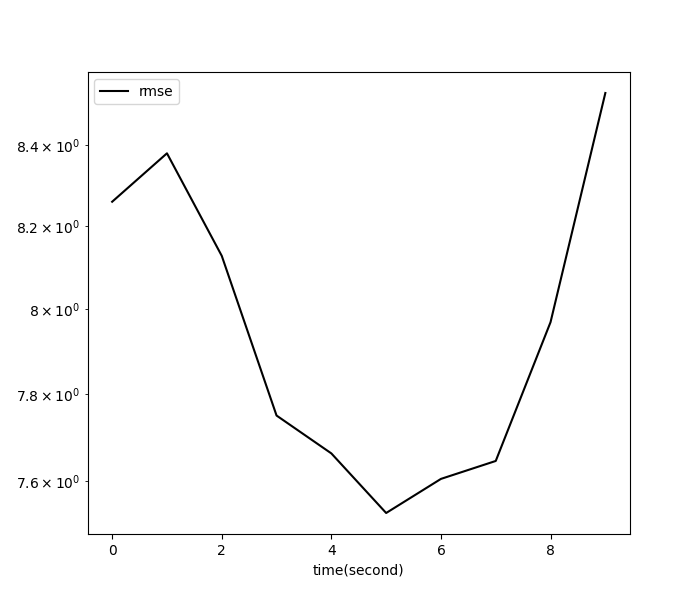 rmse
8.4 × 10⁰
8.2 × 10⁰
8 × 10⁰
7.8 × 10⁰
7.6 × 10⁰
0 2 4 6 8
time(second)